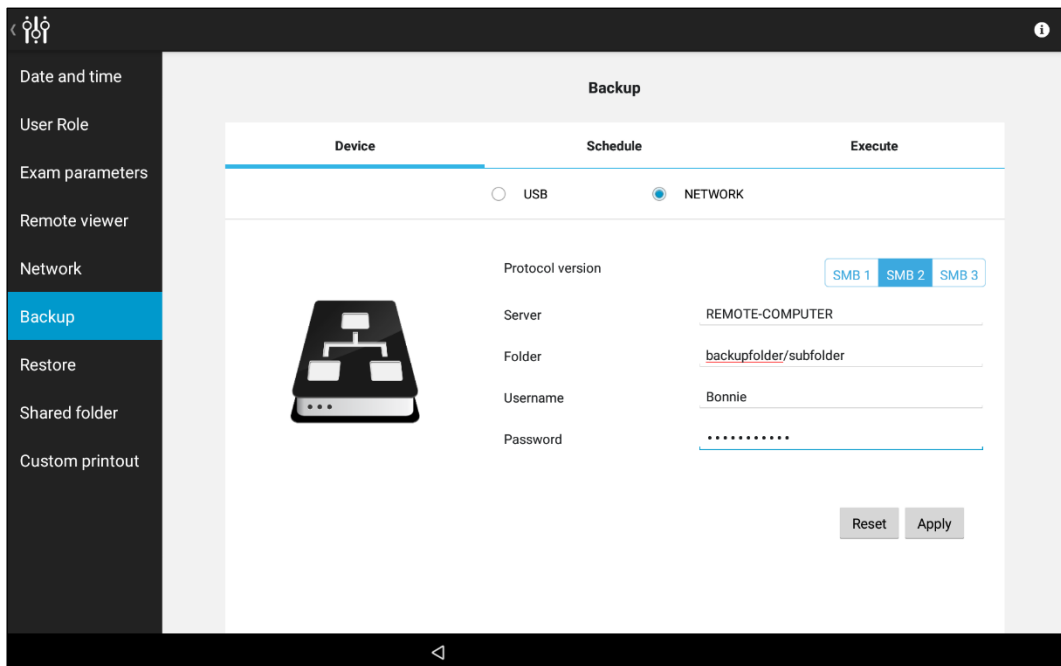 Date and time
User Role
Exam parameters
Remote viewer
Network
Backup
Restore
Shared folder
Custom printout
Backup
Device Schedule Execute
USB NETWORK
Protocol version SMB 1 SMB 2 SMB 3
Server REMOTE-COMPUTER
Folder backupfolder/subfolder
Username Bonnie
Password •••••••••••
Reset Apply